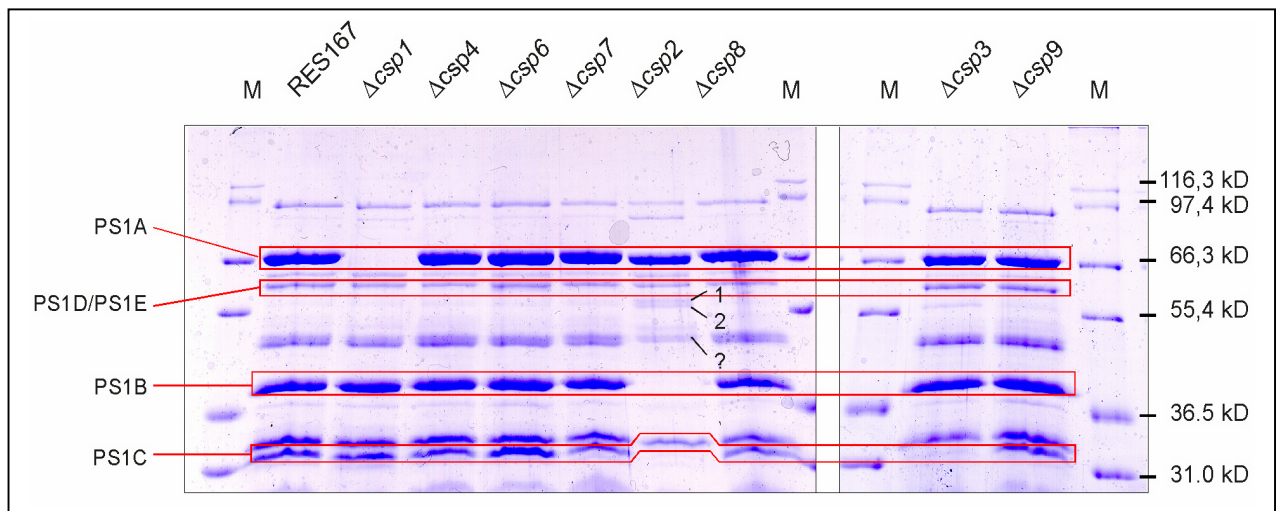 M RES167 Δcsp1 Δcsp4 Δcsp6 Δcsp7 Δcsp2 Δcsp8 M M Δcsp3 Δcsp9 M
116,3 kD
97,4 kD
PS1A
66,3 kD
PS1D/PS1E
1
2
55,4 kD
?
PS1B
36.5 kD
PS1C
31.0 kD